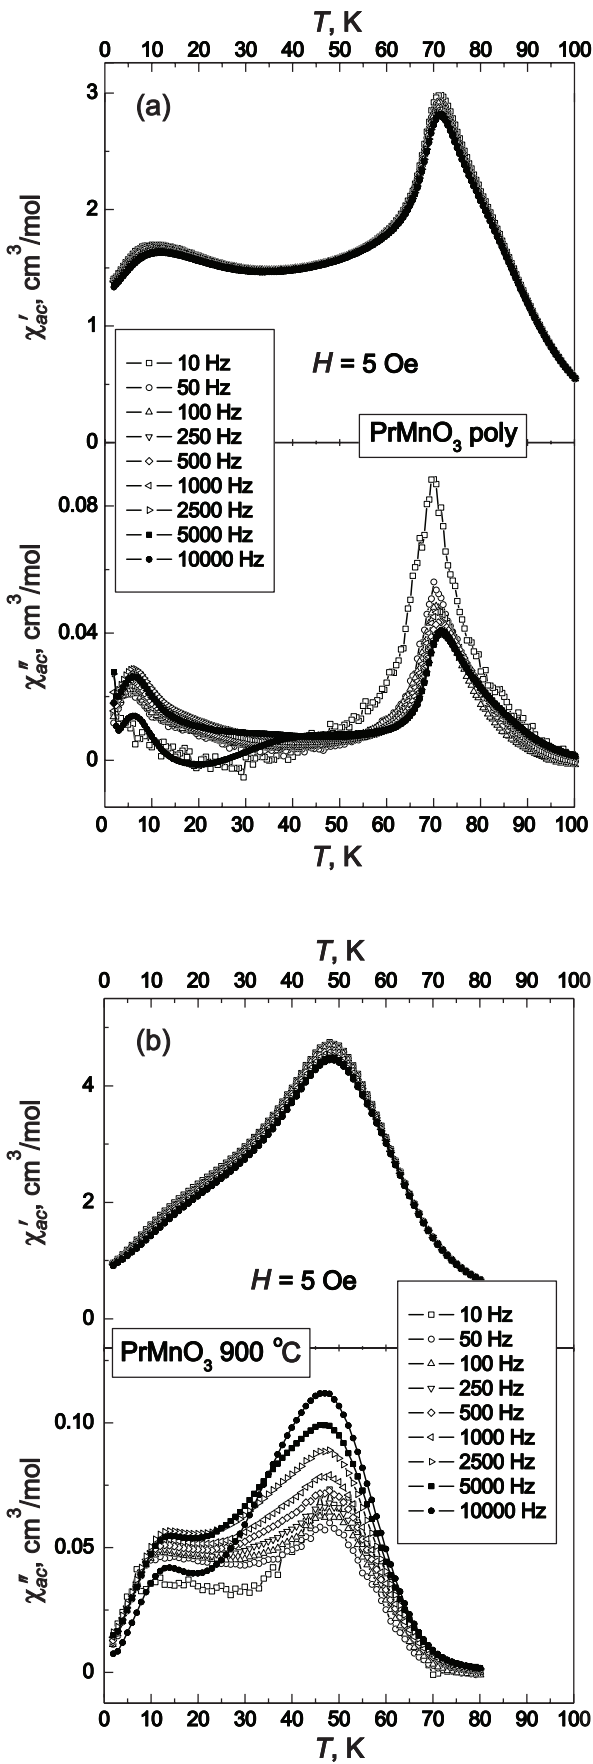 T, K
0 10 20 30 40 50 60 70 80 90 100
(a)
3
2
1
0
χ'ac, cm³/mol
10 Hz
50 Hz
100 Hz
250 Hz
500 Hz
1000 Hz
2500 Hz
5000 Hz
10000 Hz
H = 5 Oe
PrMnO₃ poly
0.08
0.04
0
χ"ac, cm³/mol
0 10 20 30 40 50 60 70 80 90 100
T, K
T, K
0 10 20 30 40 50 60 70 80 90 100
(b)
4
2
0
χ'ac, cm³/mol
H = 5 Oe
PrMnO₃ 900 °C
10 Hz
50 Hz
100 Hz
250 Hz
500 Hz
1000 Hz
2500 Hz
5000 Hz
10000 Hz
0.10
0.05
0
χ"ac, cm³/mol
0 10 20 30 40 50 60 70 80 90 100
T, K